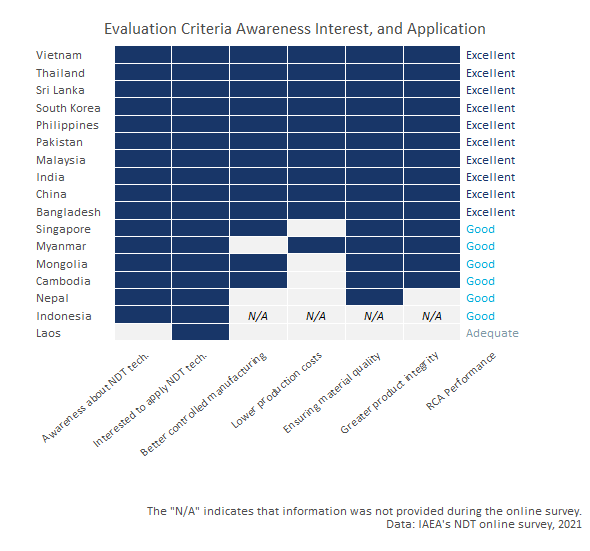 Evaluation Criteria Awareness Interest, and Application
Vietnam Excellent
Thailand Excellent
Sri Lanka Excellent
South Korea Excellent
Philippines Excellent
Pakistan Excellent
Malaysia Excellent
India Excellent
China Excellent
Bangladesh Excellent
Singapore Good
Myanmar Good
Mongolia Good
Cambodia Good
Nepal Good
Indonesia N/A N/A N/A N/A Good
Laos Adequate
Awareness about NDT tech.
Interested to apply NDT tech.
Better controlled manufacturing
Lower production costs
Ensuring material quality
Greater product integrity
RCA Performance
The "N/A" indicates that information was not provided during the online survey.
Data: IAEA's NDT online survey, 2021